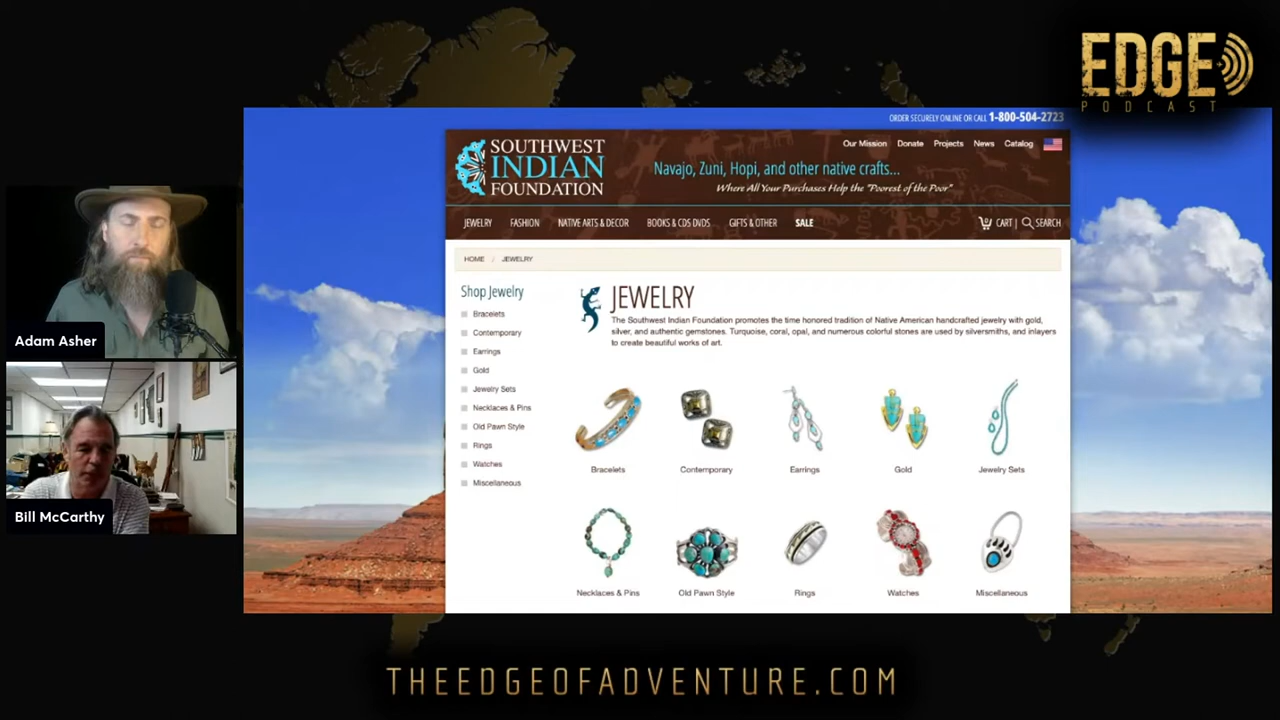 EDGE
PODCAST
ORDER SECURELY ONLINE OR CALL 1-800-504-2723
SOUTHWEST
INDIAN
FOUNDATION
Our Mission Donate Projects News Catalog
Navajo, Zuni, Hopi, and other native crafts...
Where All Your Purchases Help the "Poorest of the Poor"
JEWELRY FASHION NATIVE ARTS & DECOR BOOKS & CDS DVDS GIFTS & OTHER SALE
CART | SEARCH
HOME / JEWELRY
Shop Jewelry
Bracelets
Contemporary
Earrings
Gold
Jewelry Sets
Necklaces & Pins
Old Pawn Style
Rings
Watches
Miscellaneous
JEWELRY
The Southwest Indian Foundation promotes the time honored tradition of Native American handcrafted jewelry with gold,
silver, and authentic gemstones. Turquoise, coral, opal, and numerous colorful stones are used by silversmiths, and inlayers
to create beautiful works of art.
Bracelets Contemporary Earrings Gold Jewelry Sets
Necklaces & Pins Old Pawn Style Rings Watches Miscellaneous
Adam Asher
Bill McCarthy
THEEDGEOFADVENTURE.COM